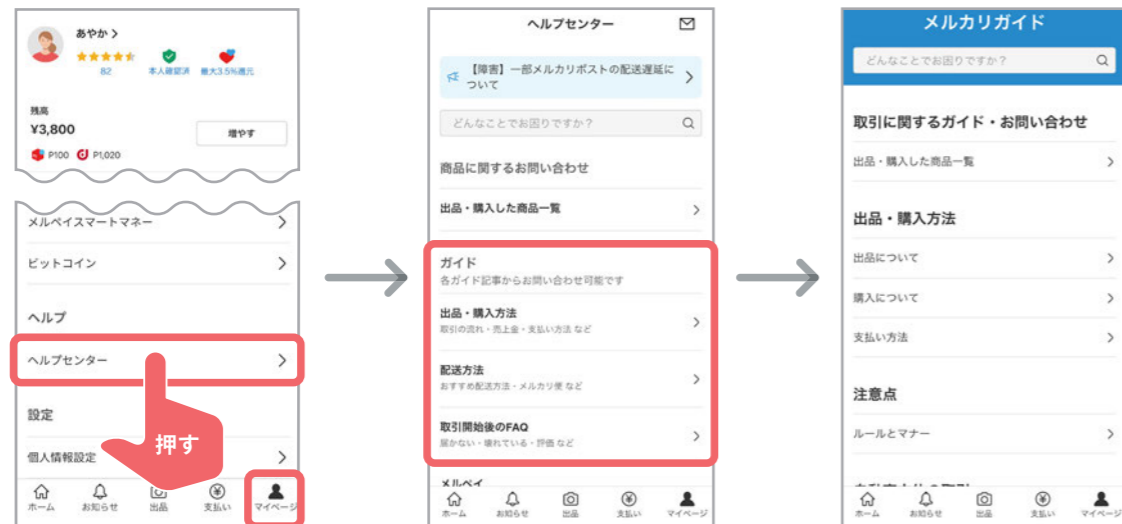 あやか
82
本人確認済
最大3.5%還元
残高
¥3,800
増やす
P100
P1,020
メルペイスマートマネー
ビットコイン
ヘルプ
ヘルプセンター
押す
設定
個人情報設定
ホーム
お知らせ
出品
支払い
マイページ
ヘルプセンター
【障害】一部メルカリポストの配送遅延に
ついて
どんなことでお困りですか？
商品に関するお問い合わせ
出品・購入した商品一覧
ガイド
各ガイド記事からお問い合わせ可能です
出品・購入方法
取引の流れ・売上金・支払い方法 など
配送方法
おすすめ配送方法・メルカリ便 など
取引開始後のFAQ
届かない・壊れている・評価 など
メルペイ
ホーム
お知らせ
出品
支払い
マイページ
メルカリガイド
どんなことでお困りですか？
取引に関するガイド・お問い合わせ
出品・購入した商品一覧
出品・購入方法
出品について
購入について
支払い方法
注意点
ルールとマナー
ホーム
お知らせ
出品
支払い
マイページ